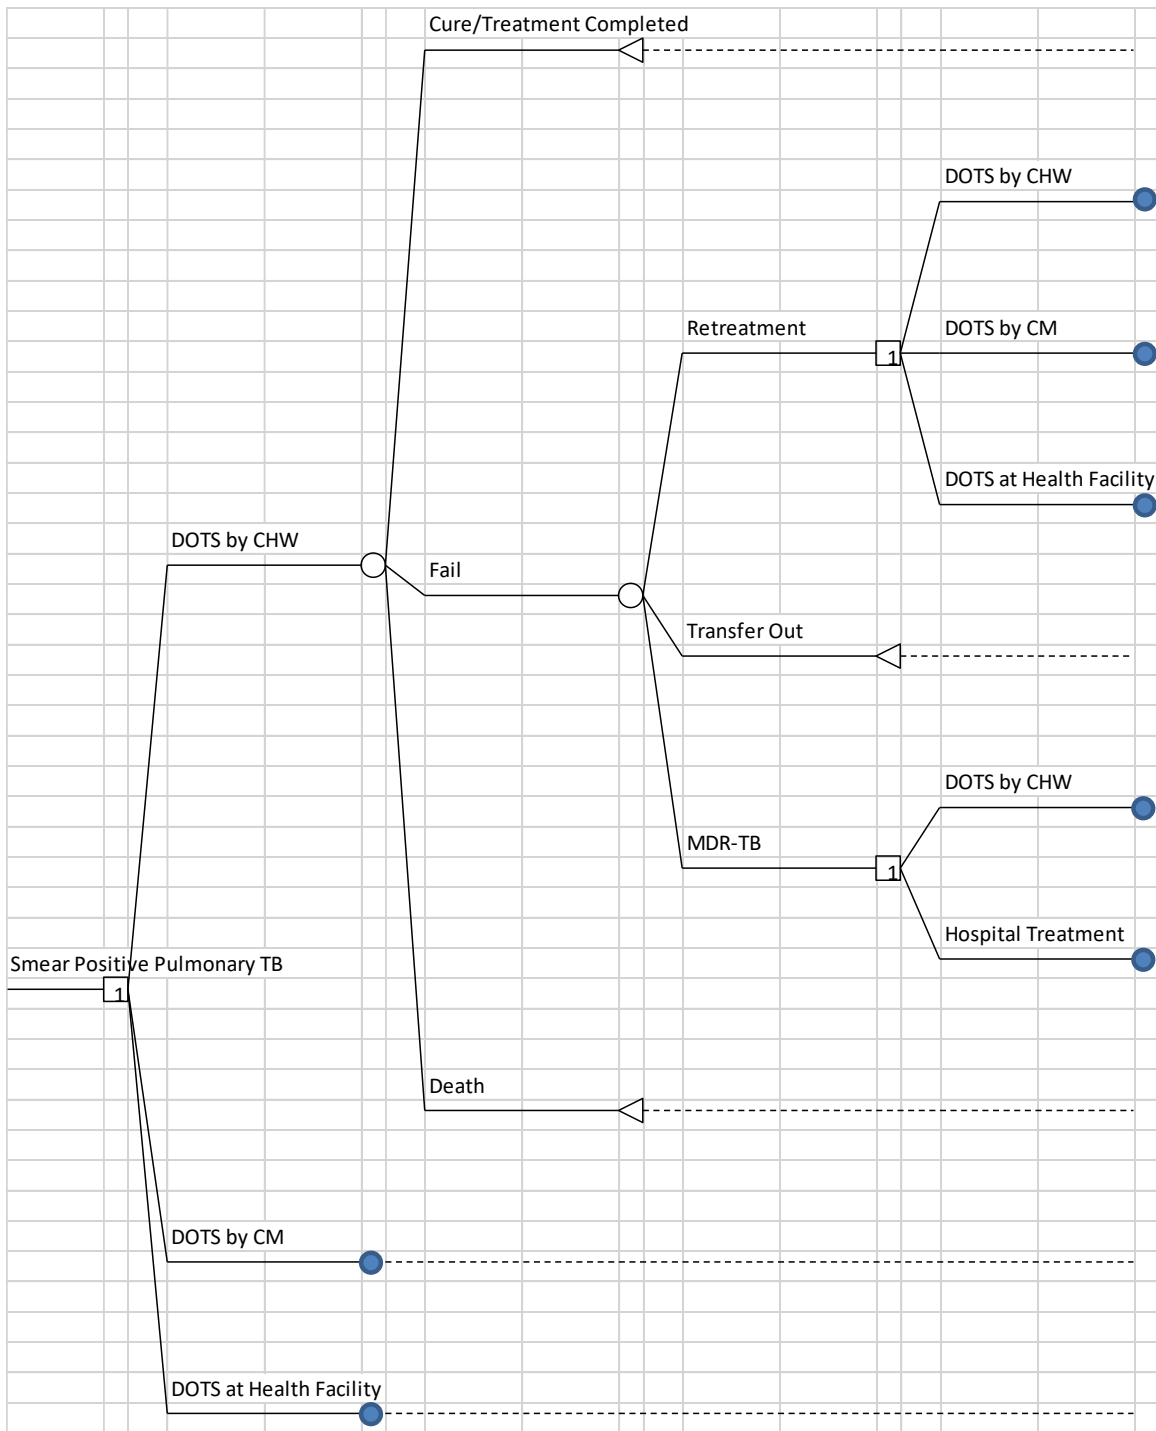 Cure/Treatment Completed
DOTS by CHW
Retreatment
1
DOTS by CM
DOTS at Health Facility
DOTS by CHW
Fail
Transfer Out
DOTS by CHW
MDR-TB
1
Hospital Treatment
Smear Positive Pulmonary TB
1
Death
DOTS by CM
DOTS at Health Facility